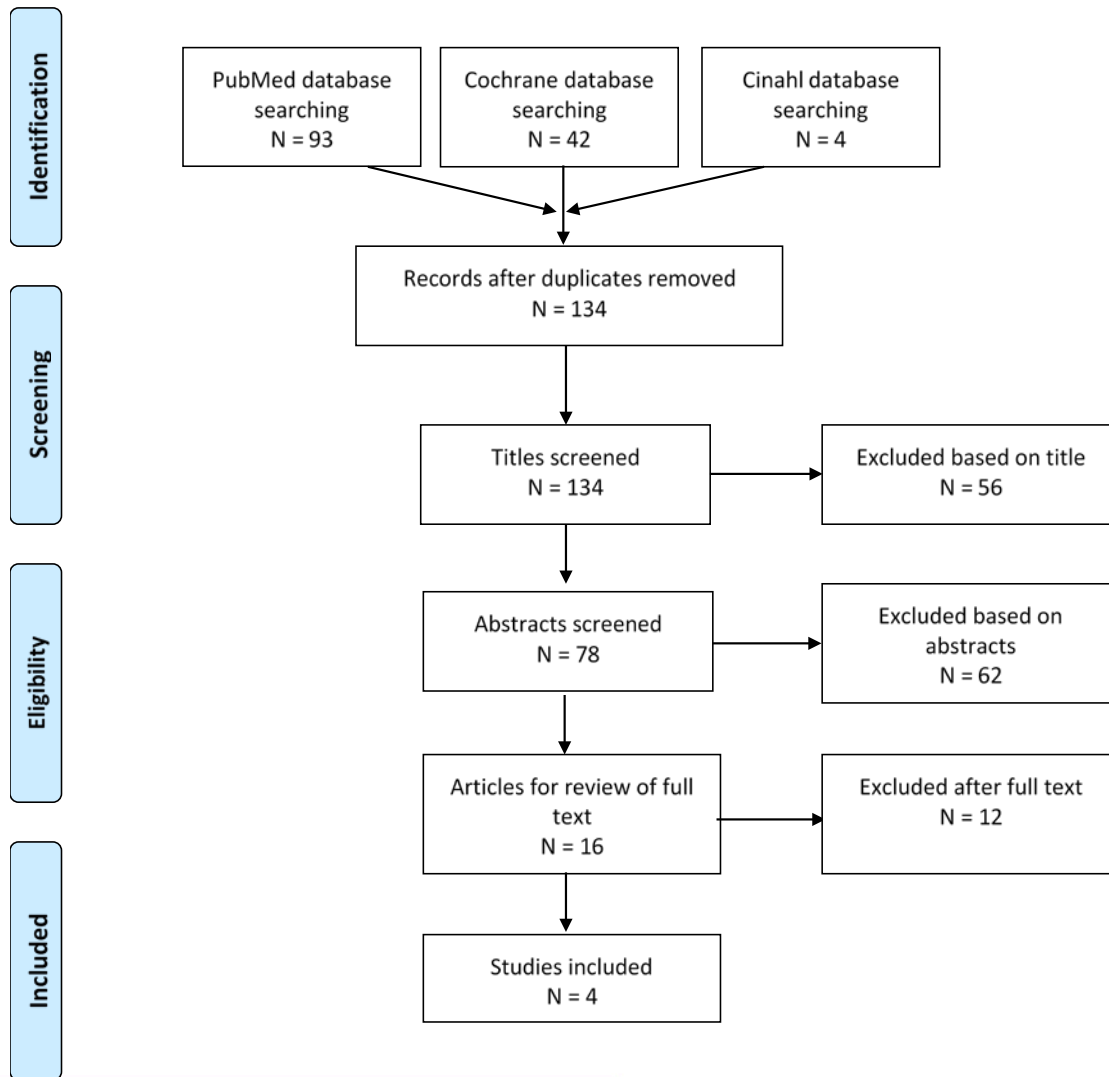 Identification
PubMed database
searching
N = 93
Cochrane database
searching
N = 42
Cinahl database
searching
N = 4
Records after duplicates removed
N = 134
Screening
Titles screened
N = 134
Excluded based on title
N = 56
Eligibility
Abstracts screened
N = 78
Excluded based on
abstracts
N = 62
Articles for review of full
text
N = 16
Excluded after full text
N = 12
Included
Studies included
N = 4